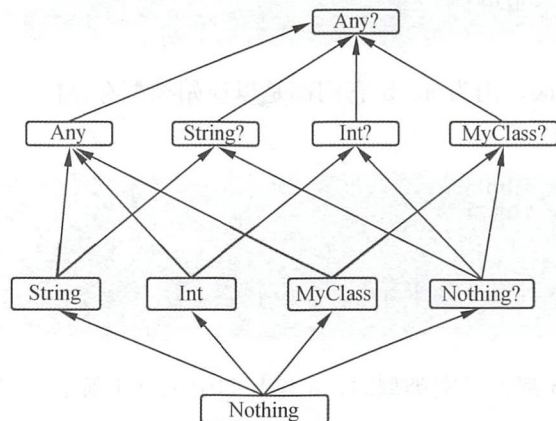 Any?
Any String? Int? MyClass?
String Int MyClass Nothing?
Nothing